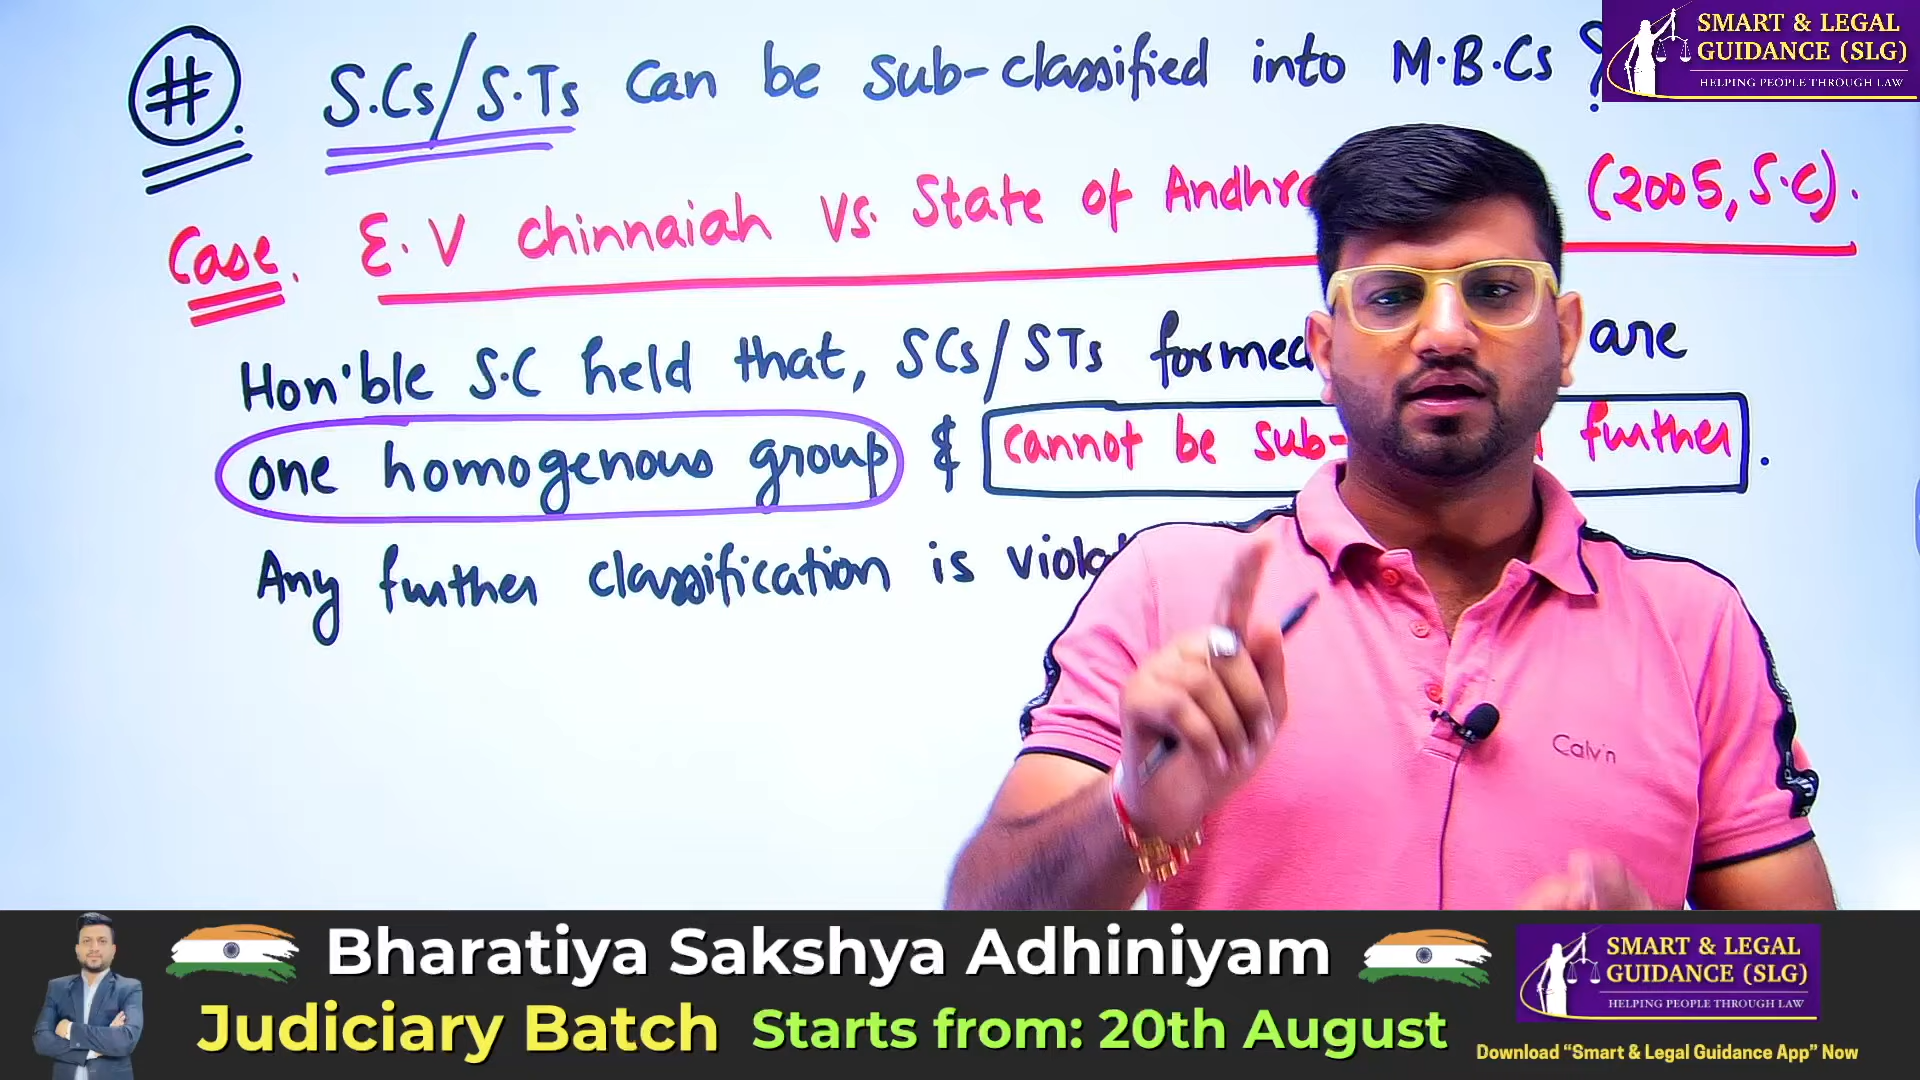 # S.Cs/S.Ts can be sub-classified into M.B.Cs ?
Case. E.V Chinnaiah Vs. State of Andhra (2005, S.C).
Hon'ble S.C held that, SCs/STs formed are
one homogenous group & cannot be sub- further.
Any further classification is
SMART & LEGAL
GUIDANCE (SLG)
HELPING PEOPLE THROUGH LAW
Calvin
Bharatiya Sakshya Adhiniyam
Judiciary Batch Starts from: 20th August
SMART & LEGAL
GUIDANCE (SLG)
HELPING PEOPLE THROUGH LAW
Download “Smart & Legal Guidance App” Now